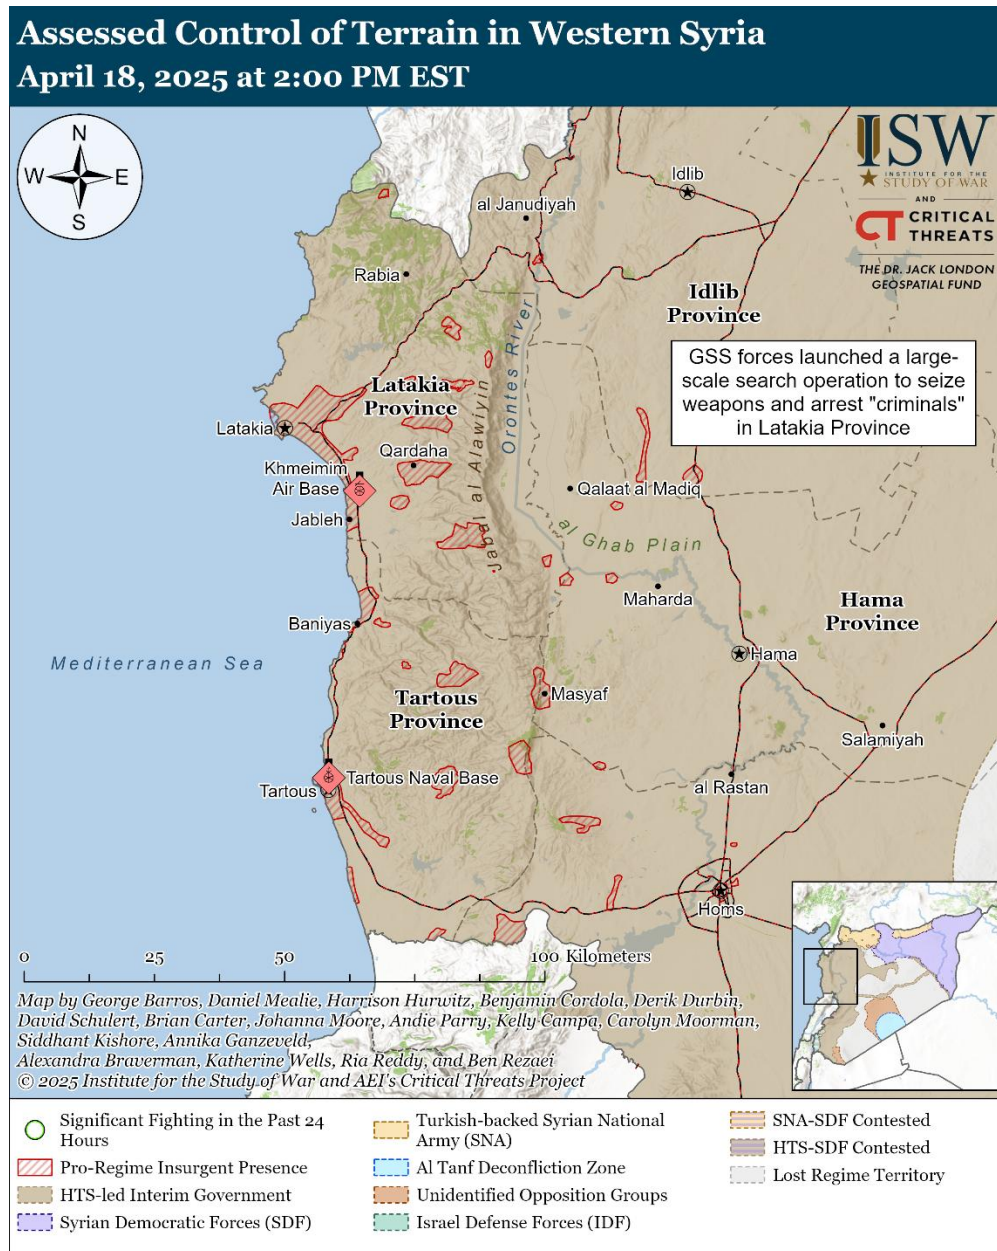 Assessed Control of Terrain in Western Syria
April 18, 2025 at 2:00 PM EST
N
W
E
S
ISW
INSTITUTE FOR THE
STUDY OF WAR
AND
CT CRITICAL
THREATS
THE DR. JACK LONDON
GEOSPATIAL FUND
Idlib
al Janudiyah
Rabia
Idlib
Province
Orontes River
GSS forces launched a large-
scale search operation to seize
weapons and arrest "criminals"
in Latakia Province
Latakia
Province
Latakia
Jabal al Alawiyin
Qardaha
Khmeimim
Air Base
Qalaat al Madiq
Jableh
al Ghab Plain
Maharda
Hama
Province
Baniyas
Mediterranean Sea
Hama
Tartous
Province
Masyaf
Salamiyah
Tartous Naval Base
Tartous
al Rastan
Homs
0
25
50
100 Kilometers
Map by George Barros, Daniel Mealie, Harrison Hurwitz, Benjamin Cordola, Derik Durbin,
David Schulert, Brian Carter, Johanna Moore, Andie Parry, Kelly Campa, Carolyn Moorman,
Siddhant Kishore, Annika Ganzeveld,
Alexandra Braverman, Katherine Wells, Ria Reddy, and Ben Rezaei
© 2025 Institute for the Study of War and AEI's Critical Threats Project
Significant Fighting in the Past 24
Hours
Pro-Regime Insurgent Presence
HTS-led Interim Government
Syrian Democratic Forces (SDF)
Turkish-backed Syrian National
Army (SNA)
Al Tanf Deconfliction Zone
Unidentified Opposition Groups
Israel Defense Forces (IDF)
SNA-SDF Contested
HTS-SDF Contested
Lost Regime Territory